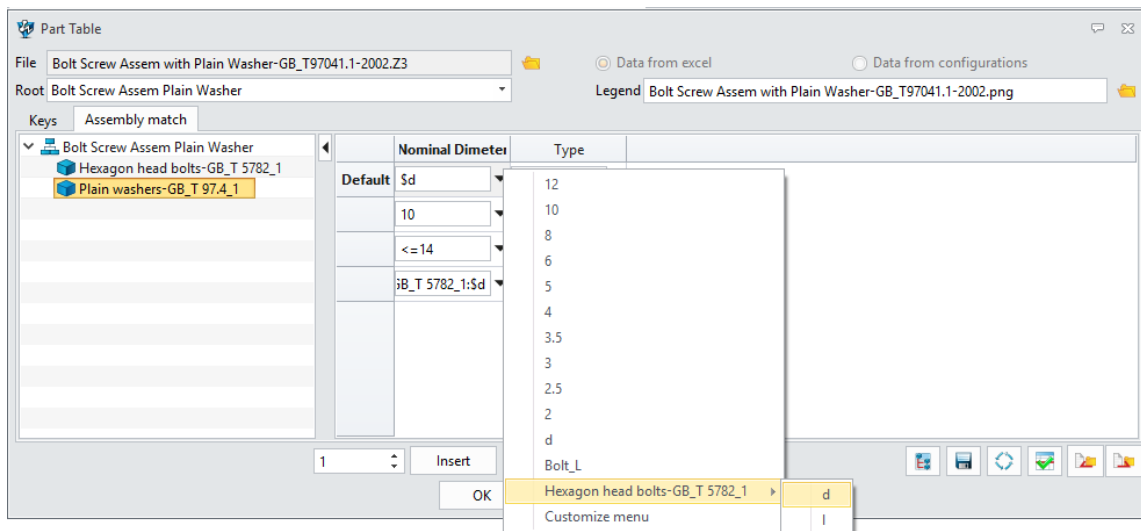 Part Table
File Bolt Screw Assem with Plain Washer-GB_T97041.1-2002.Z3 Data from excel Data from configurations
Root Bolt Screw Assem Plain Washer Legend Bolt Screw Assem with Plain Washer-GB_T97041.1-2002.png
Keys Assembly match
Bolt Screw Assem Plain Washer
Hexagon head bolts-GB_T 5782_1
Plain washers-GB_T 97.4_1
Nominal Dimeter Type
Default $d
10
<=14
GB_T 5782_1:$d
12
10
8
6
5
4
3.5
3
2.5
2
d
Bolt_L
Hexagon head bolts-GB_T 5782_1 d
Customize menu l
1 Insert
OK